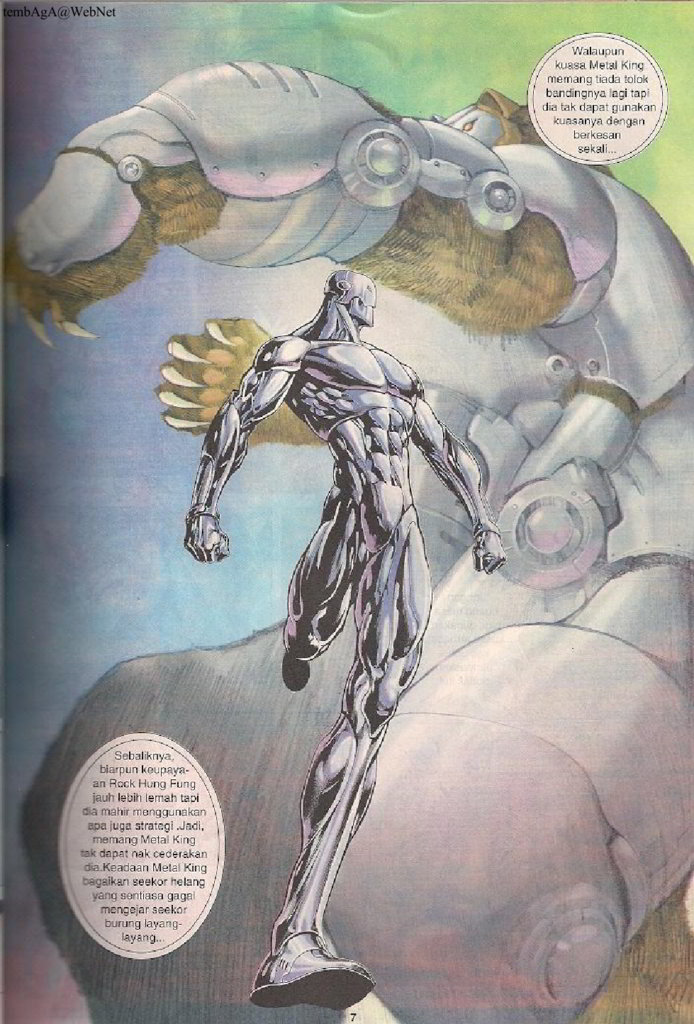 tembAgA@WebNet
Walaupun
kuasa Metal King
memang tiada tolok
bandingnya lagi tapi
dia tak dapat gunakan
kuasanya dengan
berkesan
sekali...
Sebaliknya,
biarpun keupaya-
an Rock Hung Fung
jauh lebih lemah tapi
dia mahir menggunakan
apa juga strategi .Jadi,
memang Metal King
tak dapat nak cederakan
dia.Keadaan Metal King
bagaikan seekor helang
yang sentiasa gagal
mengejar seekor
burung layang-
layang...
7